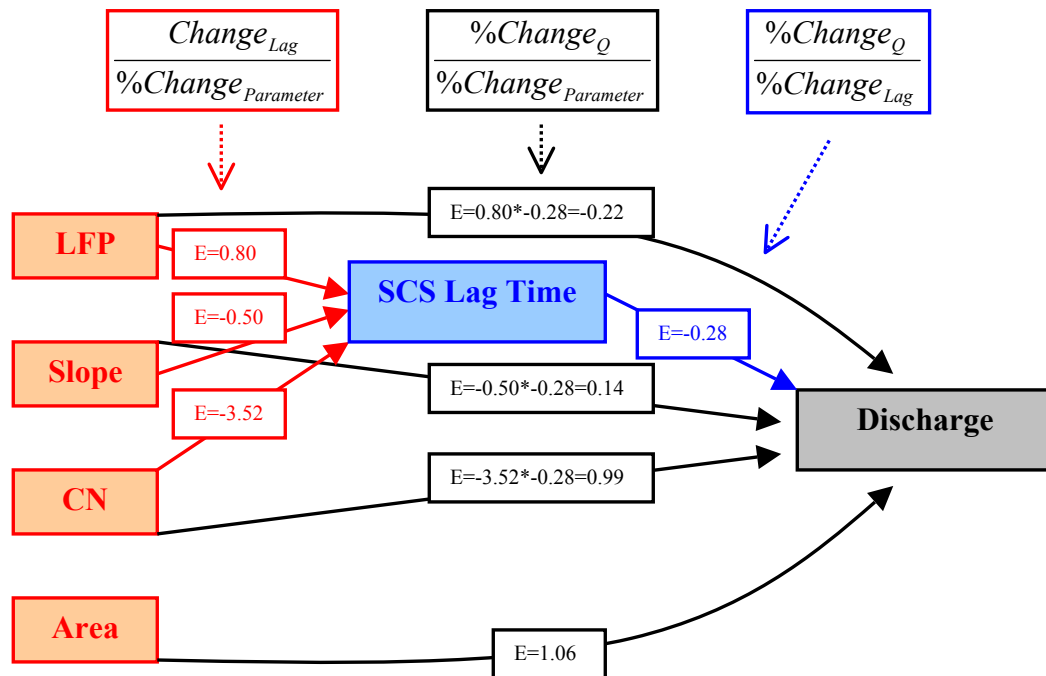 Change_Lag
%Change_Parameter
%Change_Q
%Change_Parameter
%Change_Q
%Change_Lag
LFP
E=0.80*-0.28=-0.22
E=0.80
SCS Lag Time
E=-0.50
E=-0.28
Slope
E=-0.50*-0.28=0.14
E=-3.52
Discharge
CN
E=-3.52*-0.28=0.99
Area
E=1.06